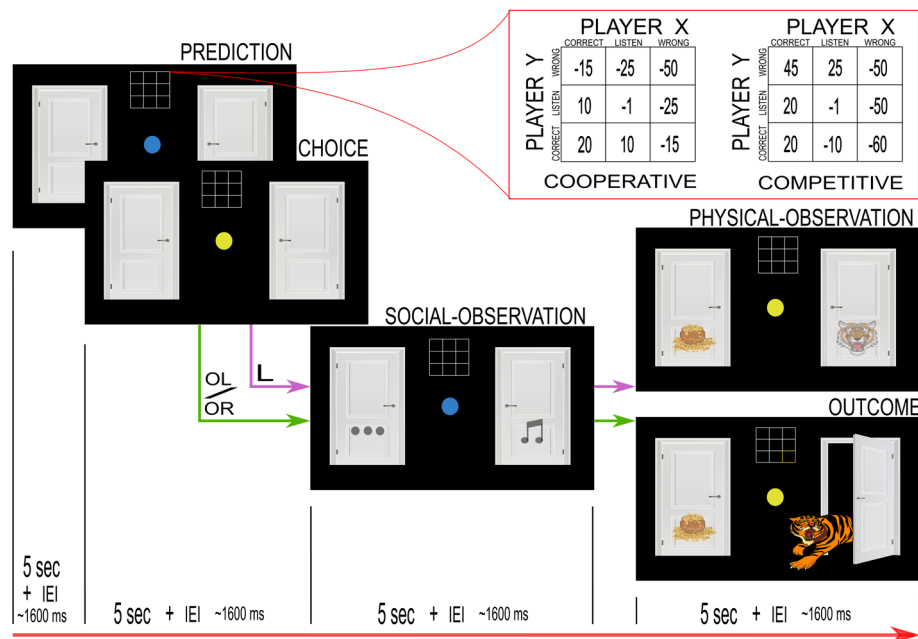 PREDICTION
PLAYER X
CORRECT LISTEN WRONG
PLAYER Y
WRONG
LISTEN
CORRECT
-15 -25 -50
10 -1 -25
20 10 -15
COOPERATIVE
PLAYER X
CORRECT LISTEN WRONG
PLAYER Y
WRONG
LISTEN
CORRECT
45 25 -50
20 -1 -50
20 -10 -60
COMPETITIVE
CHOICE
PHYSICAL-OBSERVATION
SOCIAL-OBSERVATION
OL
OR
L
OUTCOME
5 sec
+ IEI
~1600 ms
5 sec + IEI ~1600 ms
5 sec + IEI ~1600 ms
5 sec + IEI ~1600 ms